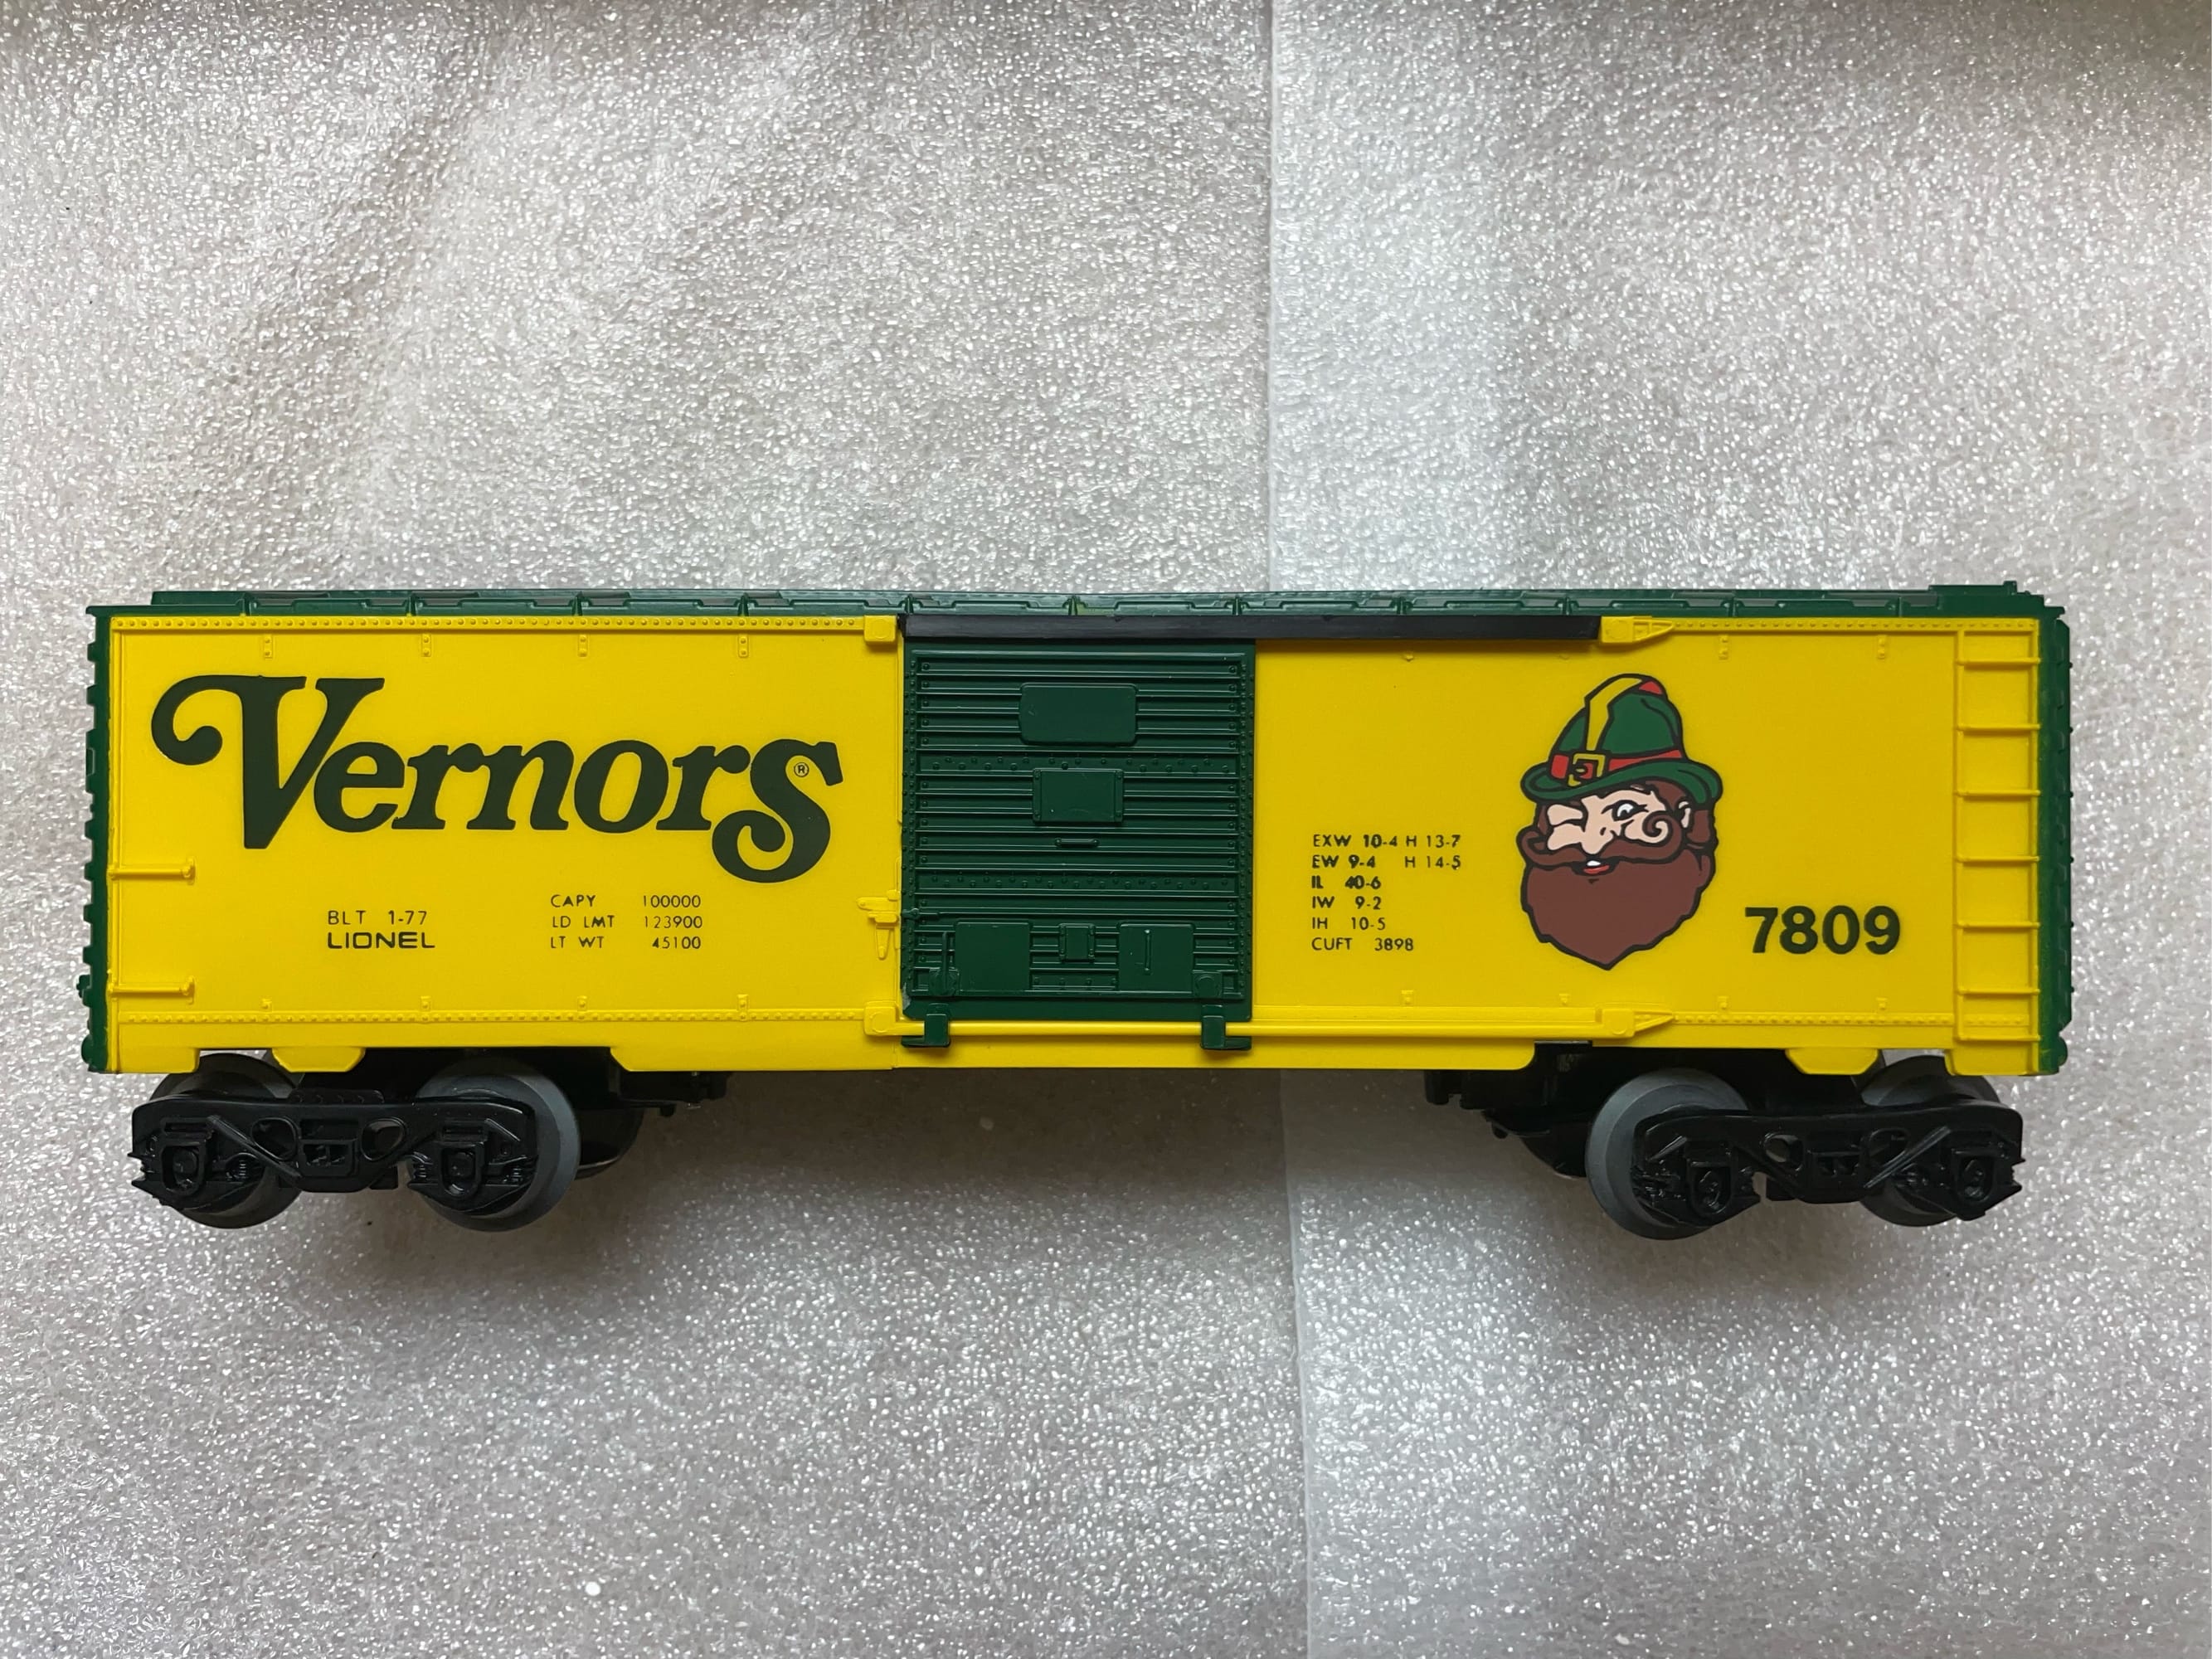 Vernors®
BLT 1-77
LIONEL
CAPY 100000
LD LMT 123900
LT WT 45100
EXW 10-4 H 13-7
EW 9-4 H 14-5
IL 40-6
IW 9-2
IH 10-5
CUFT 3898
7809